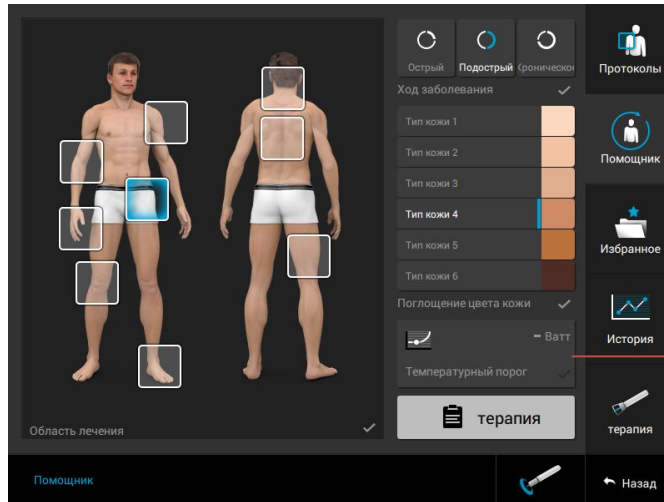 Острый Подострый Хроническое
Ход заболевания
Тип кожи 1
Тип кожи 2
Тип кожи 3
Тип кожи 4
Тип кожи 5
Тип кожи 6
Поглощение цвета кожи
- Ватт
Температурный порог
терапия
Область лечения
Протоколы
Помощник
Избранное
История
терапия
Помощник
Назад